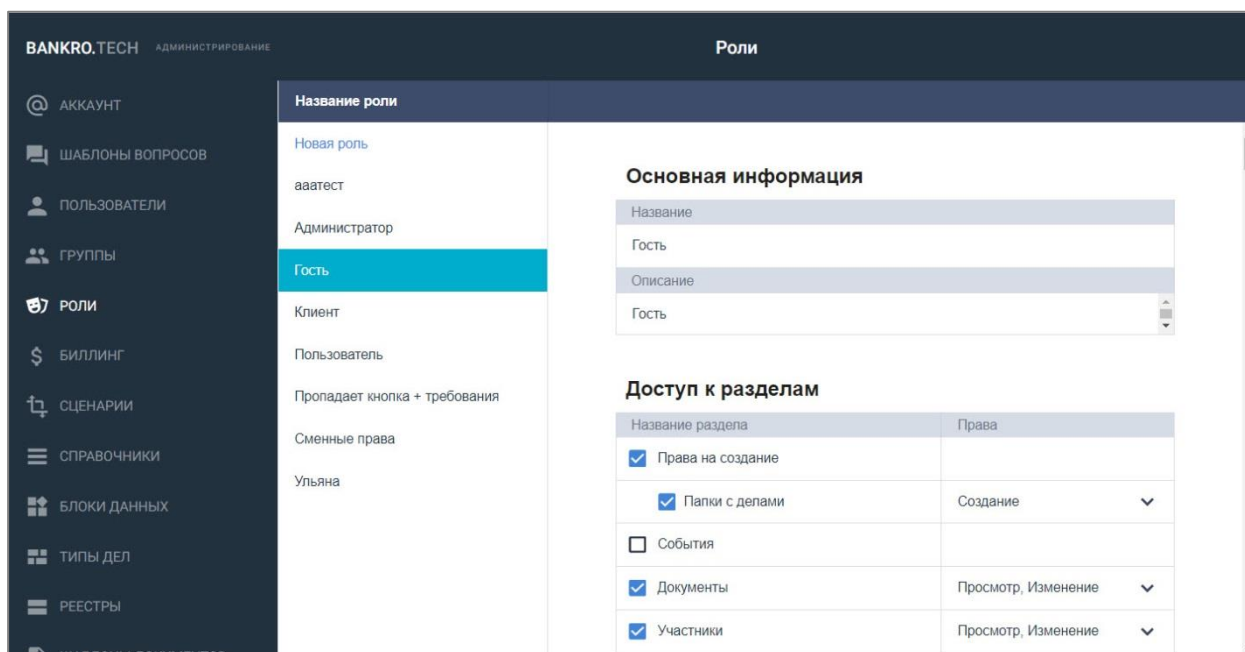 BANKRO.TECH АДМИНИСТРИРОВАНИЕ
Роли
АККАУНТ
ШАБЛОНЫ ВОПРОСОВ
ПОЛЬЗОВАТЕЛИ
ГРУППЫ
РОЛИ
БИЛЛИНГ
СЦЕНАРИИ
СПРАВОЧНИКИ
БЛОКИ ДАННЫХ
ТИПЫ ДЕЛ
РЕЕСТРЫ
Название роли
Новая роль
ааатест
Администратор
Гость
Клиент
Пользователь
Пропадает кнопка + требования
Сменные права
Ульяна
Основная информация
Название
Гость
Описание
Гость
Доступ к разделам
Название раздела Права
Права на создание
Папки с делами Создание
События
Документы Просмотр, Изменение
Участники Просмотр, Изменение